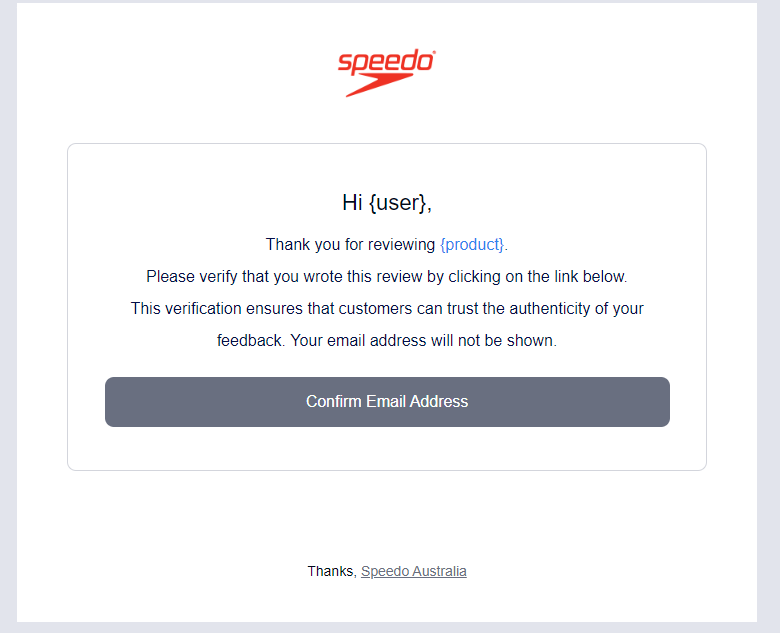 speedo®
Hi {user},
Thank you for reviewing {product}.
Please verify that you wrote this review by clicking on the link below.
This verification ensures that customers can trust the authenticity of your
feedback. Your email address will not be shown.
Confirm Email Address
Thanks, Speedo Australia